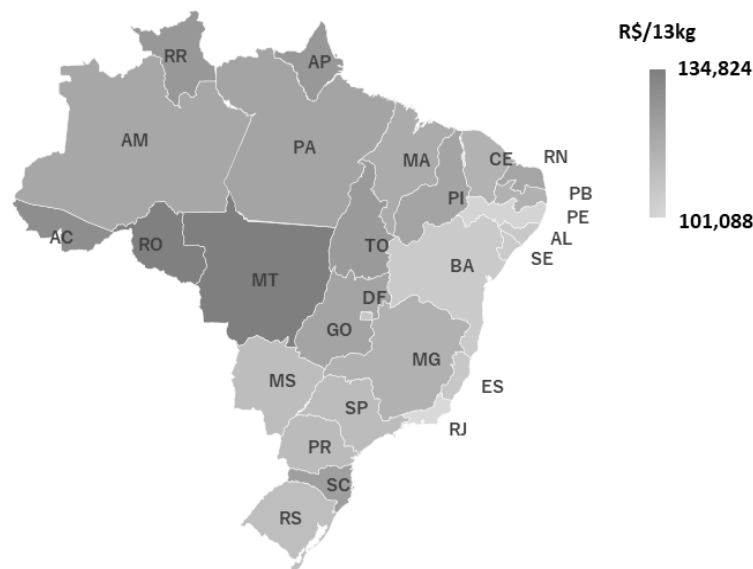 R$/13kg
134,824
101,088
RR
AP
AM
PA
MA
CE
RN
PB
PI
PE
AL
SE
AC
RO
TO
BA
MT
DF
GO
MG
ES
MS
SP
RJ
PR
SC
RS